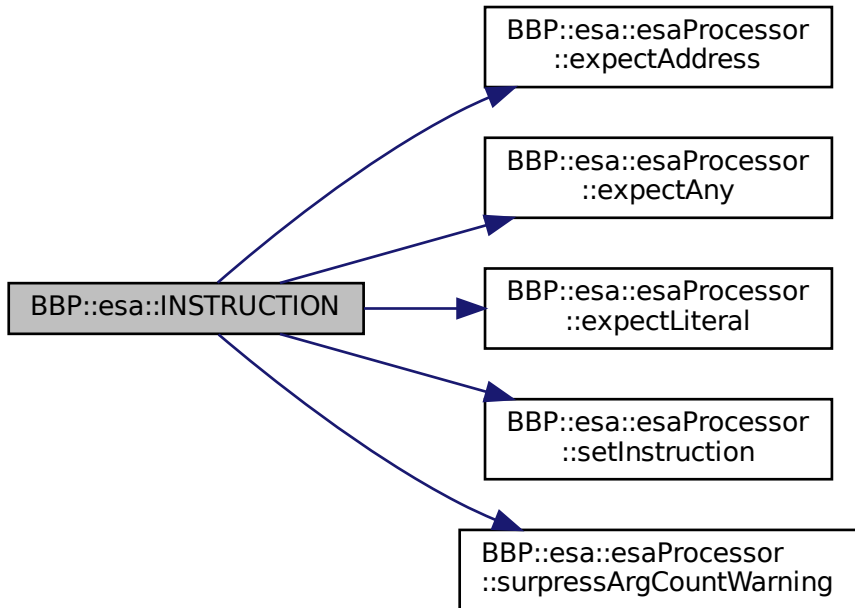 BBP::esa::esaProcessor
::expectAddress
BBP::esa::esaProcessor
::expectAny
BBP::esa::INSTRUCTION
BBP::esa::esaProcessor
::expectLiteral
BBP::esa::esaProcessor
::setInstruction
BBP::esa::esaProcessor
::surpressArgCountWarning